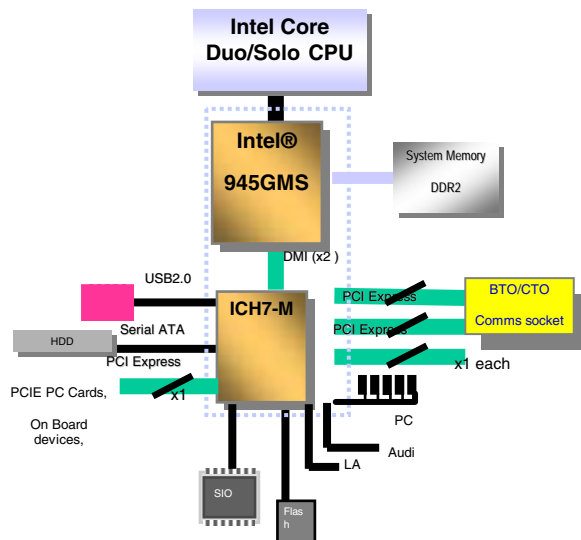 Intel Core
Duo/Solo CPU
Intel®
945GMS
System Memory
DDR2
DMI (x2 )
USB2.0
ICH7-M
PCI Express
BTO/CTO
Serial ATA
PCI Express
Comms socket
HDD
PCI Express
x1 each
PCIE PC Cards,
x1
On Board
devices,
PC
Audi
LA
SIO
Flas
h